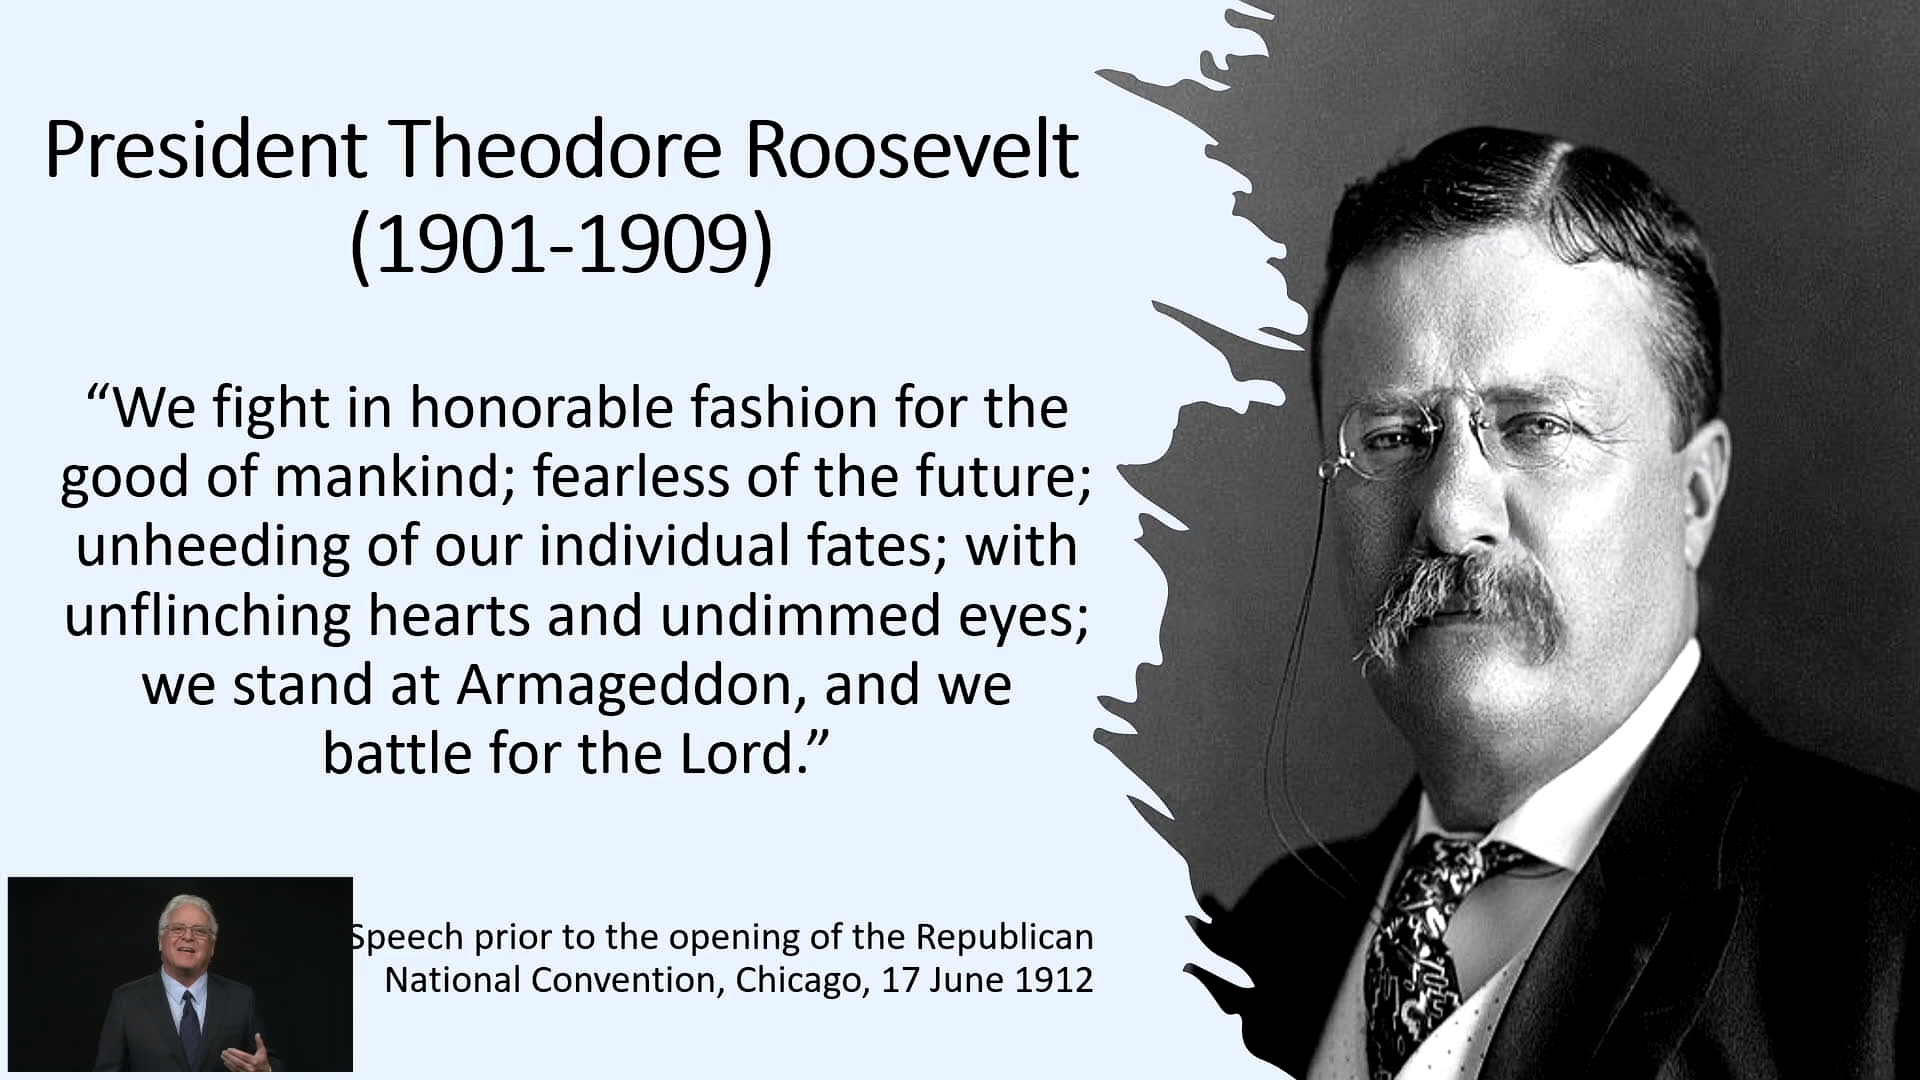 President Theodore Roosevelt
(1901-1909)
“We fight in honorable fashion for the
good of mankind; fearless of the future;
unheeding of our individual fates; with
unflinching hearts and undimmed eyes;
we stand at Armageddon, and we
battle for the Lord.”
Speech prior to the opening of the Republican
National Convention, Chicago, 17 June 1912